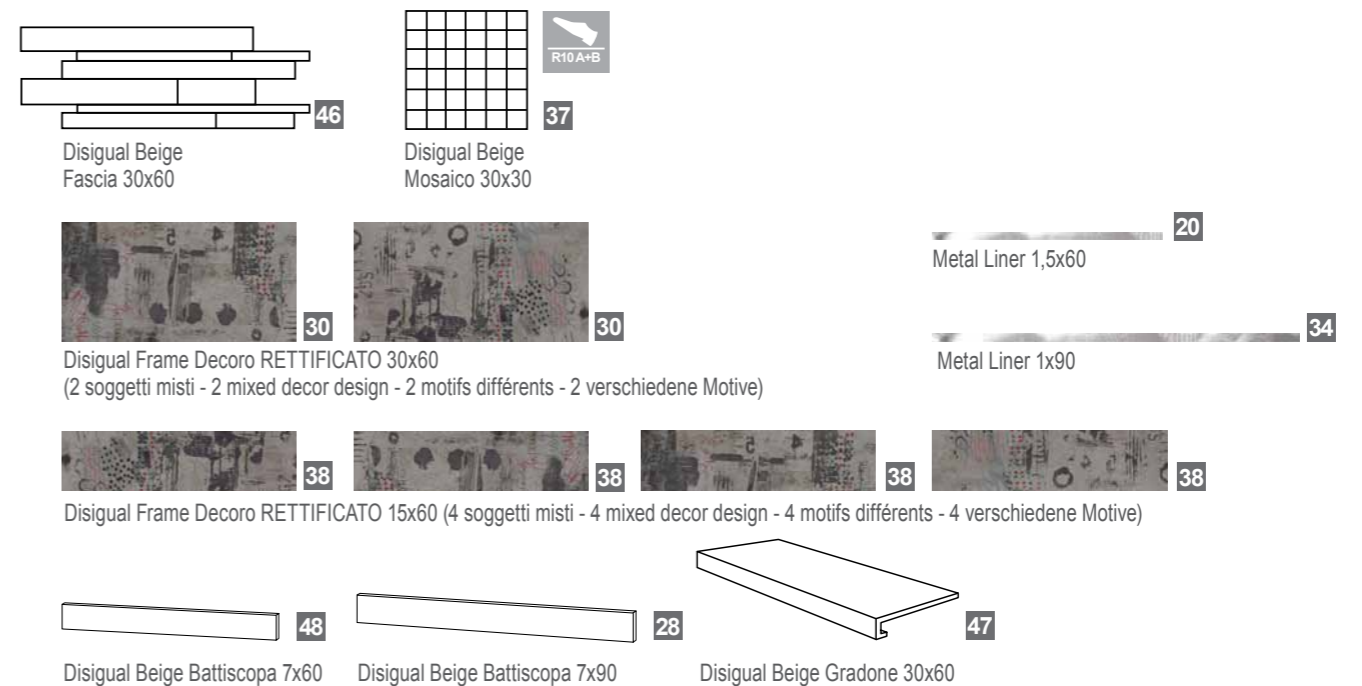 R10 A+B
46
37
Disigual Beige
Fascia 30x60
Disigual Beige
Mosaico 30x30
20
Metal Liner 1,5x60
30
30
34
Disigual Frame Decoro RETTIFICATO 30x60
Metal Liner 1x90
(2 soggetti misti - 2 mixed decor design - 2 motifs différents - 2 verschiedene Motive)
38
38
38
38
Disigual Frame Decoro RETTIFICATO 15x60 (4 soggetti misti - 4 mixed decor design - 4 motifs différents - 4 verschiedene Motive)
48
28
47
Disigual Beige Battiscopa 7x60
Disigual Beige Battiscopa 7x90
Disigual Beige Gradone 30x60